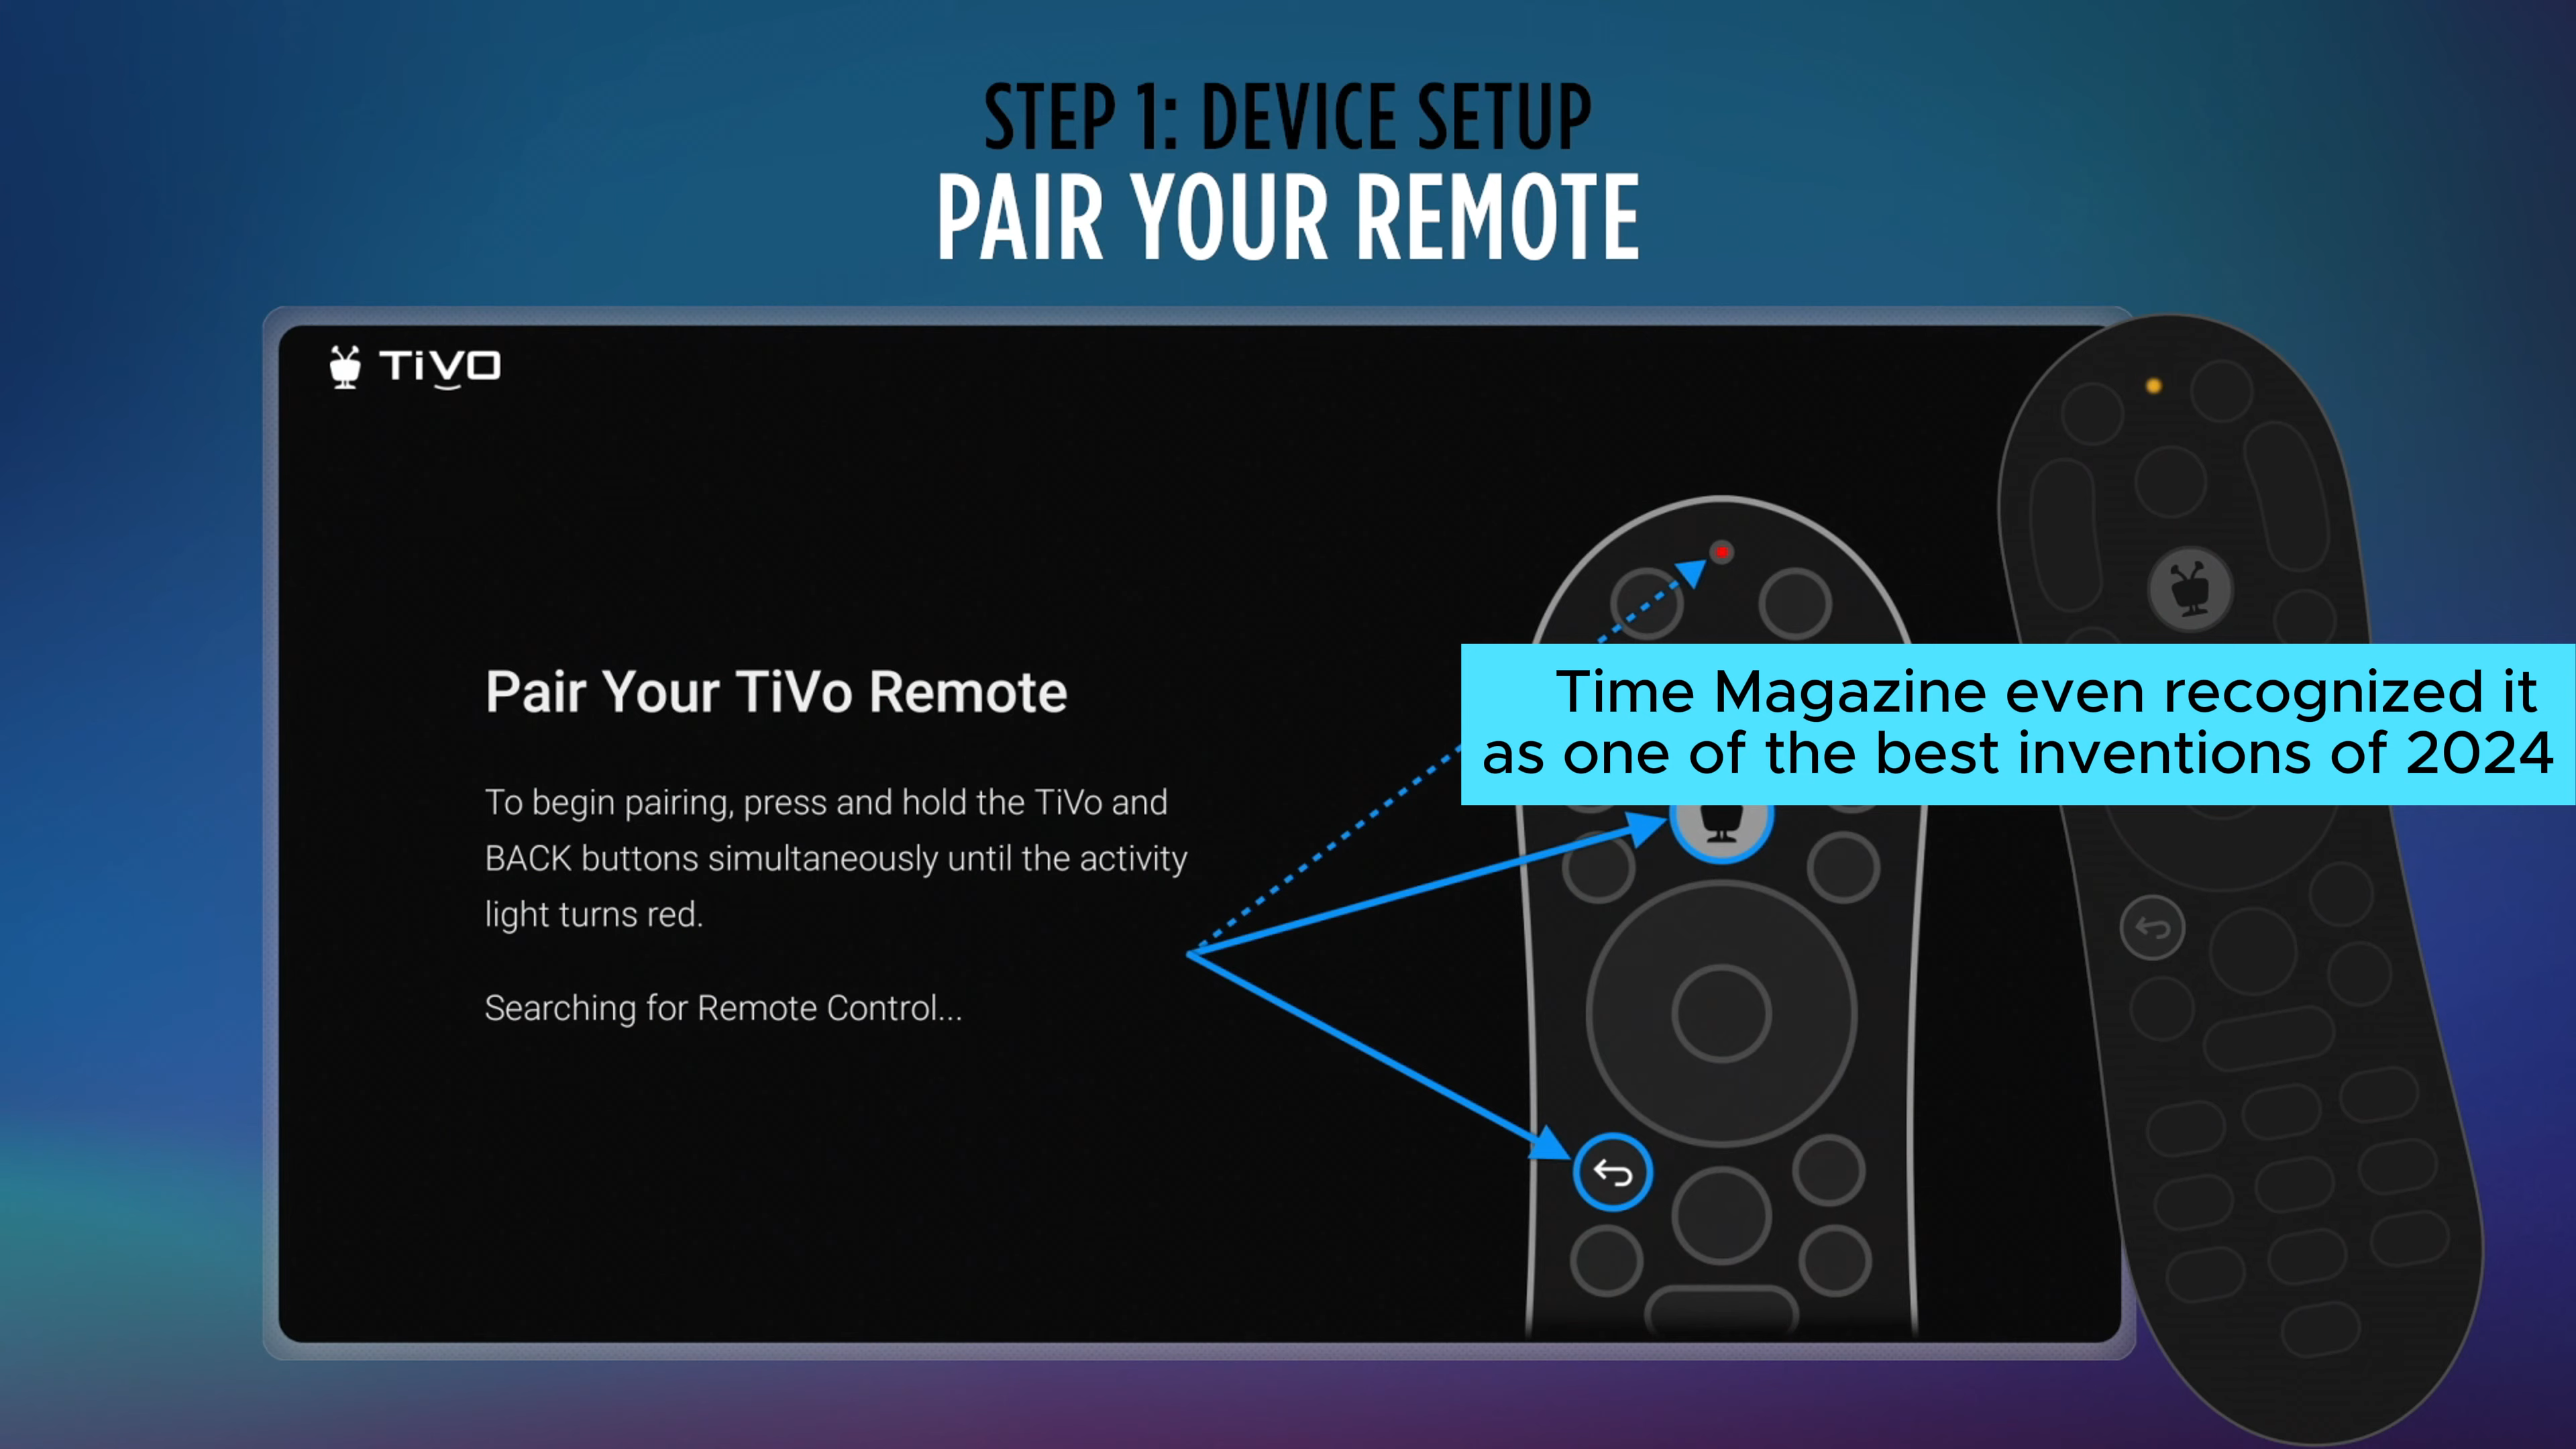 STEP 1: DEVICE SETUP
PAIR YOUR REMOTE
TiVo
Pair Your TiVo Remote
To begin pairing, press and hold the TiVo and
BACK buttons simultaneously until the activity
light turns red.
Searching for Remote Control...
Time Magazine even recognized it
as one of the best inventions of 2024